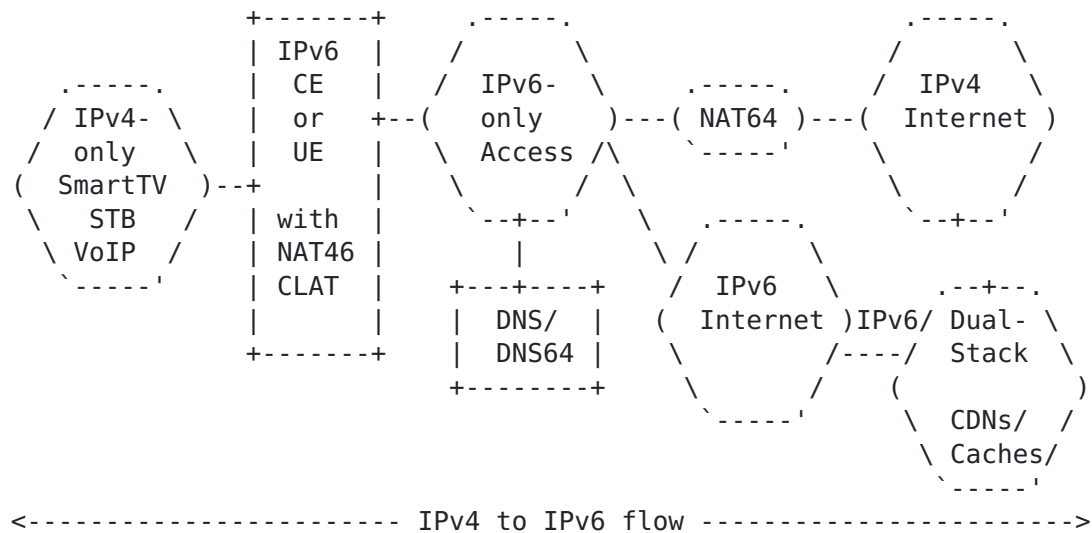 IPv6
CE
or
UE
with
NAT46
CLAT
IPv4-
only
SmartTV
STB
VoIP
IPv6-
only
Access
NAT64
IPv4
Internet
DNS/
DNS64
IPv6
Internet
IPv6
Dual-
Stack
CDNs/
Caches
IPv4 to IPv6 flow